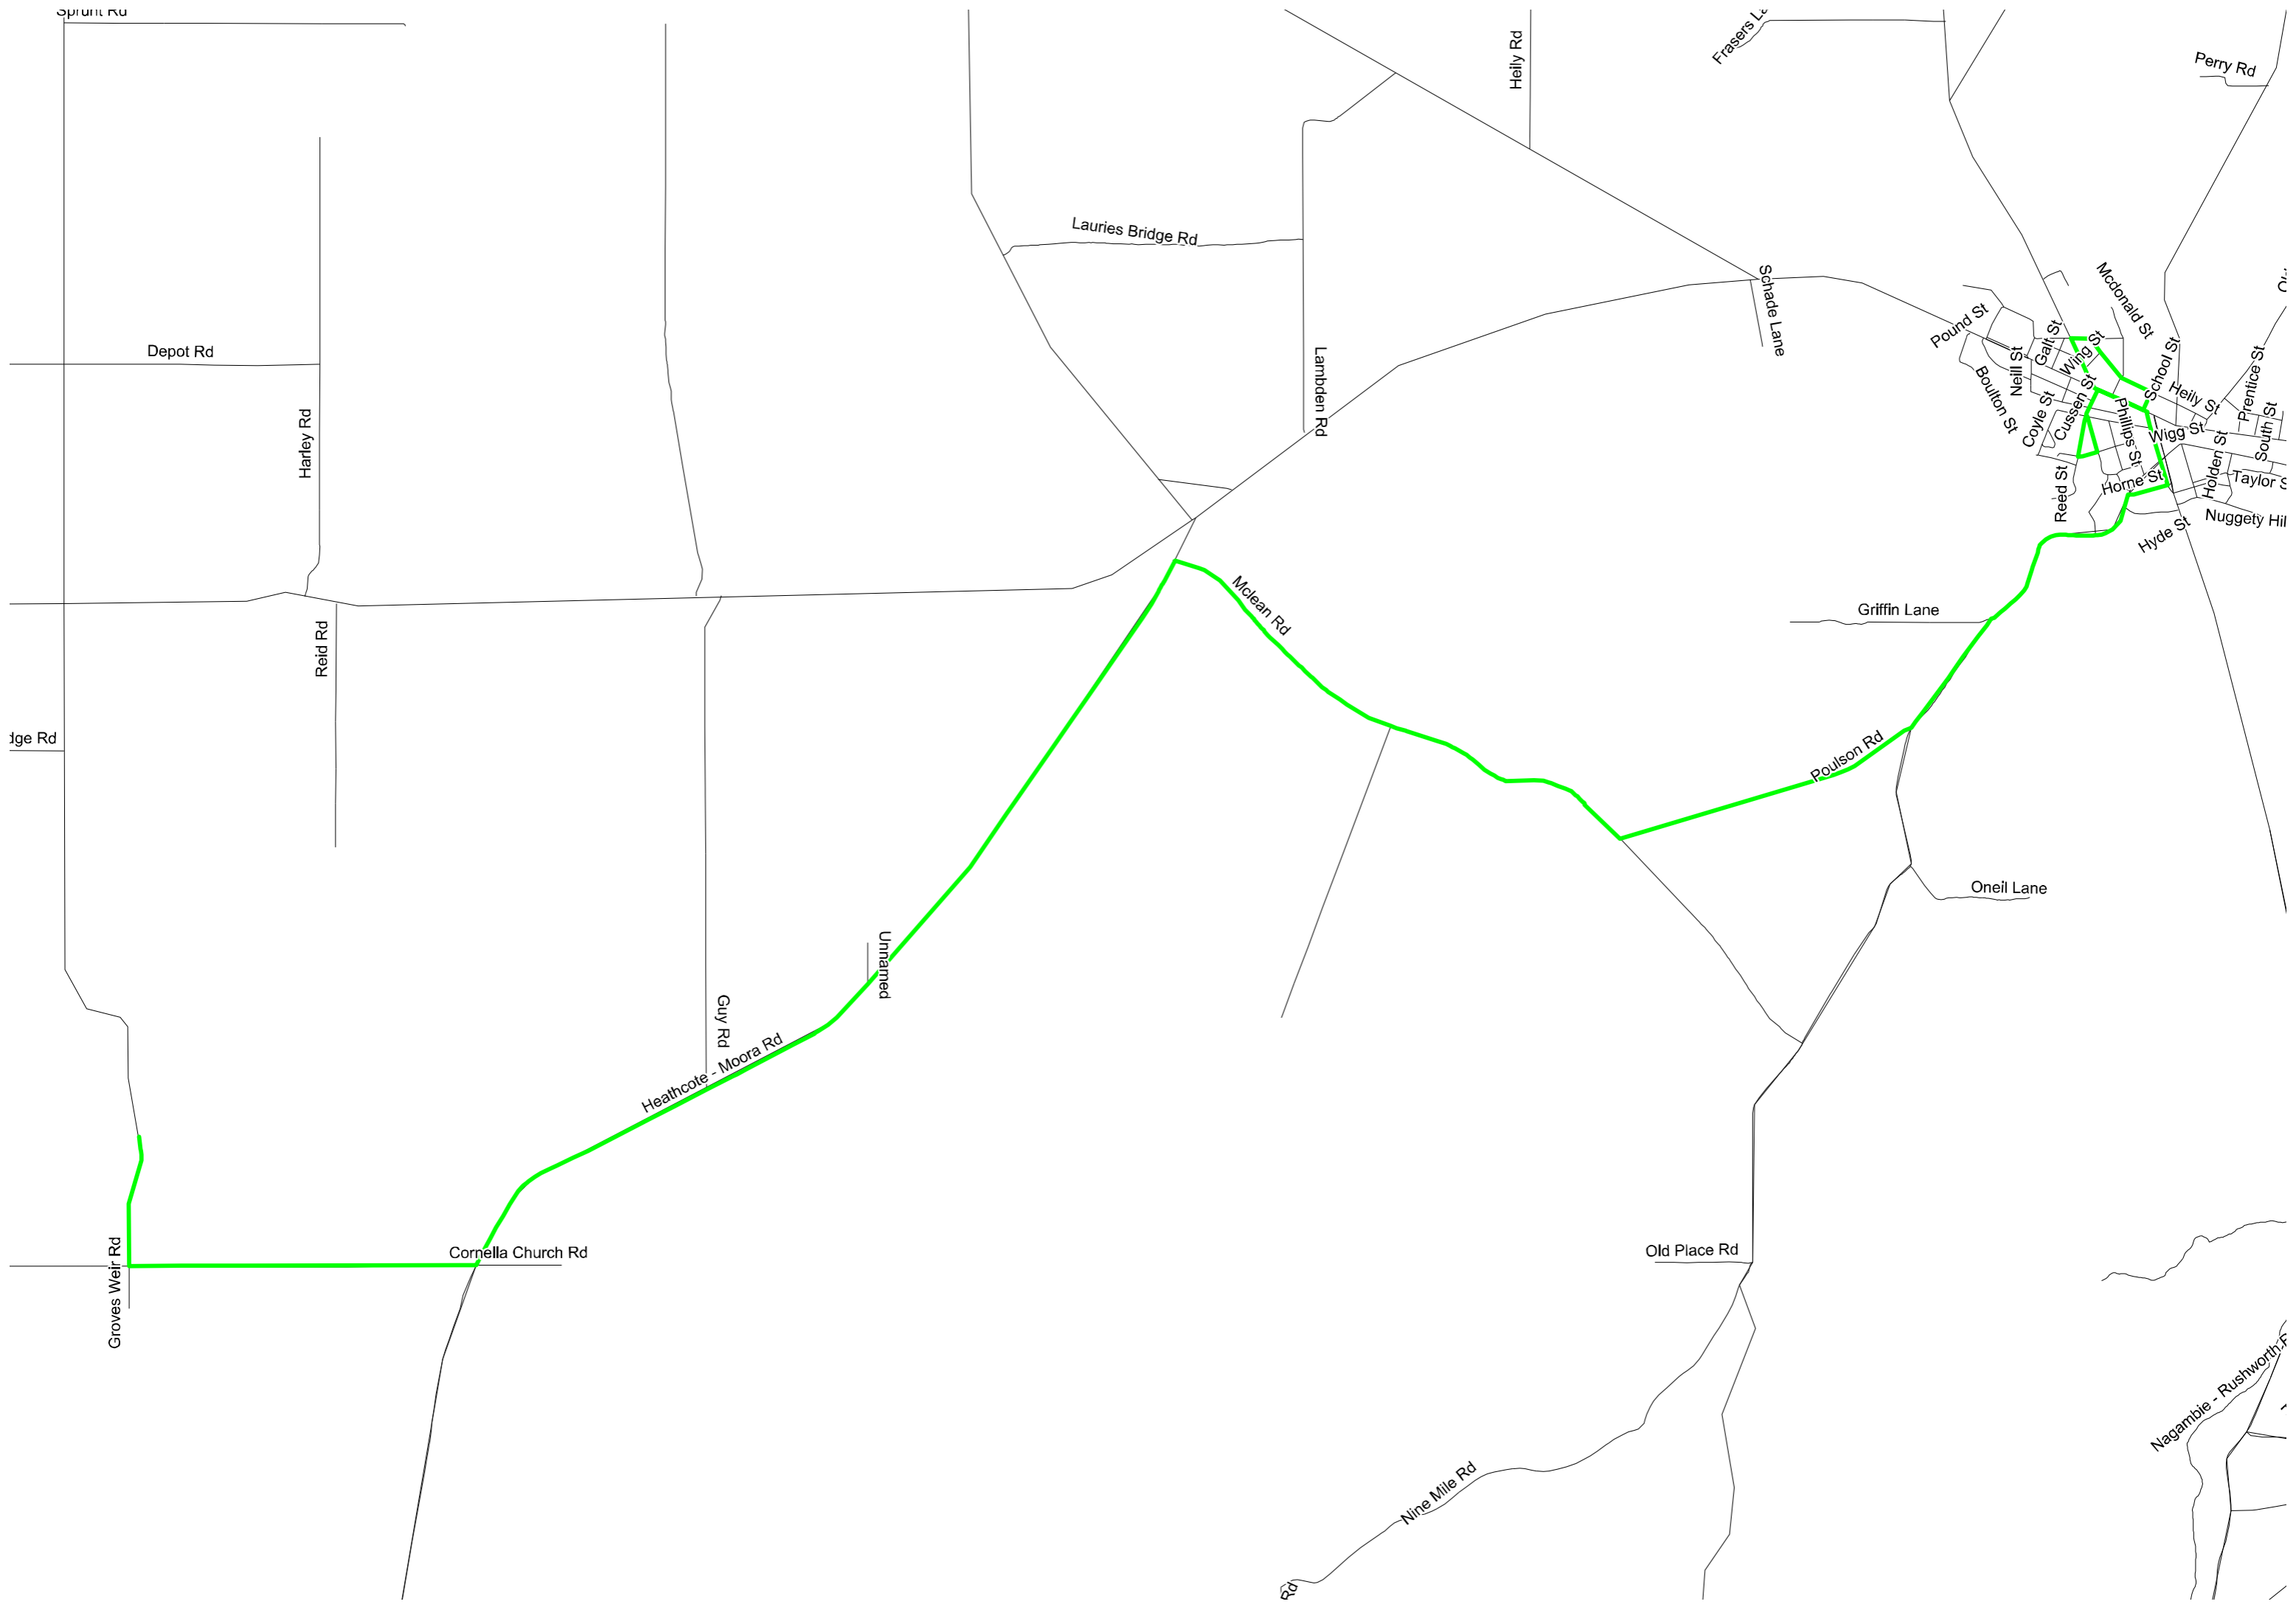 Sprunt Rd
Heily Rd
Frasers
Perry Rd
Lauries Bridge Rd
Schade Lane
Mcdonald St
Pound St
Galt St
Wing St
School St
Depot Rd
Lambden Rd
Neill St
Boulton St
Heily St
Prentice St
Coyle St
Cussen St
Phillips St
South St
Harley Rd
Wigg St
Holden St
Horne St
Taylor
Reed St
Nuggety
Hyde St
Mclean Rd
Griffin Lane
Reid Rd
dge Rd
Poulson Rd
Oneil Lane
Unnamed
Guy Rd
Heathcote - Moora Rd
Cornella Church Rd
Old Place Rd
Groves Weir Rd
Nagambie - Rushworth
Nine Mile Rd
Rd